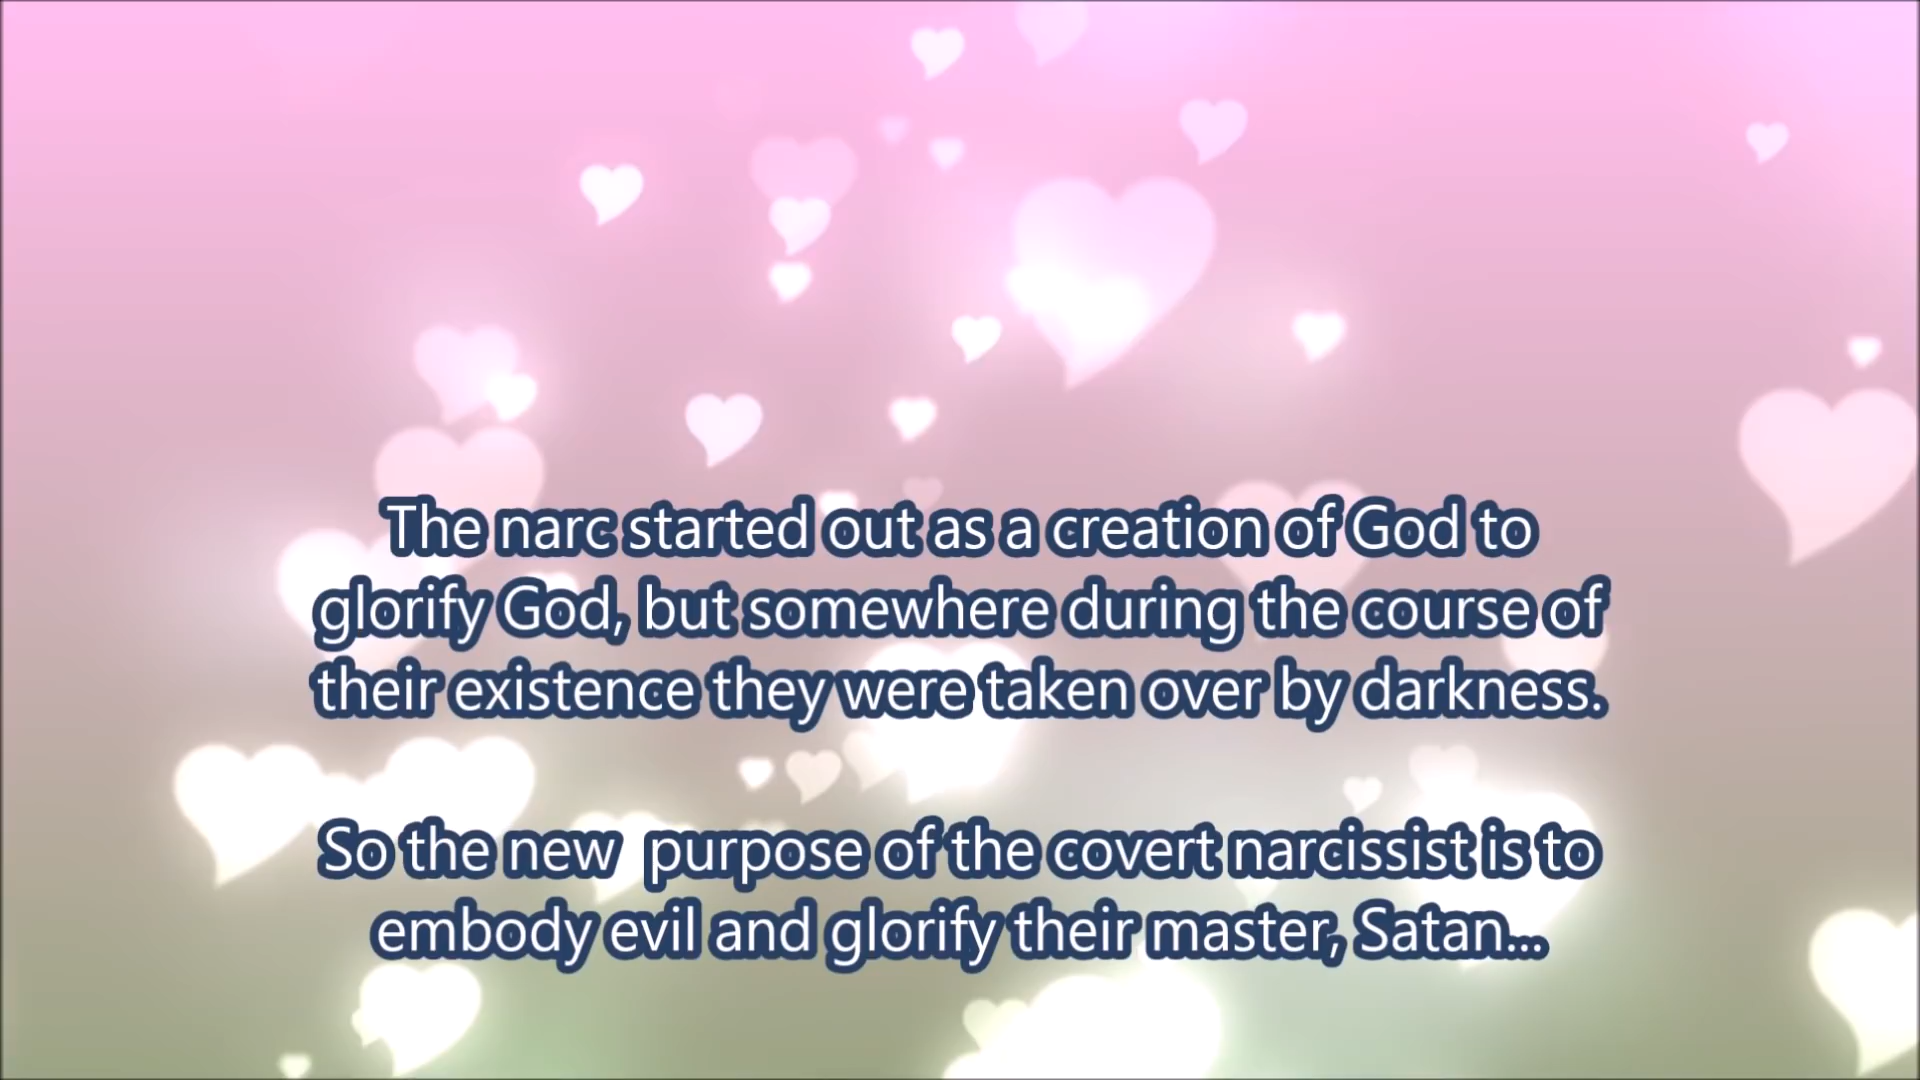 The narc started out as a creation of God to
glorify God, but somewhere during the course of
their existence they were taken over by darkness.
So the new  purpose of the covert narcissist is to
embody evil and glorify their master, Satan...